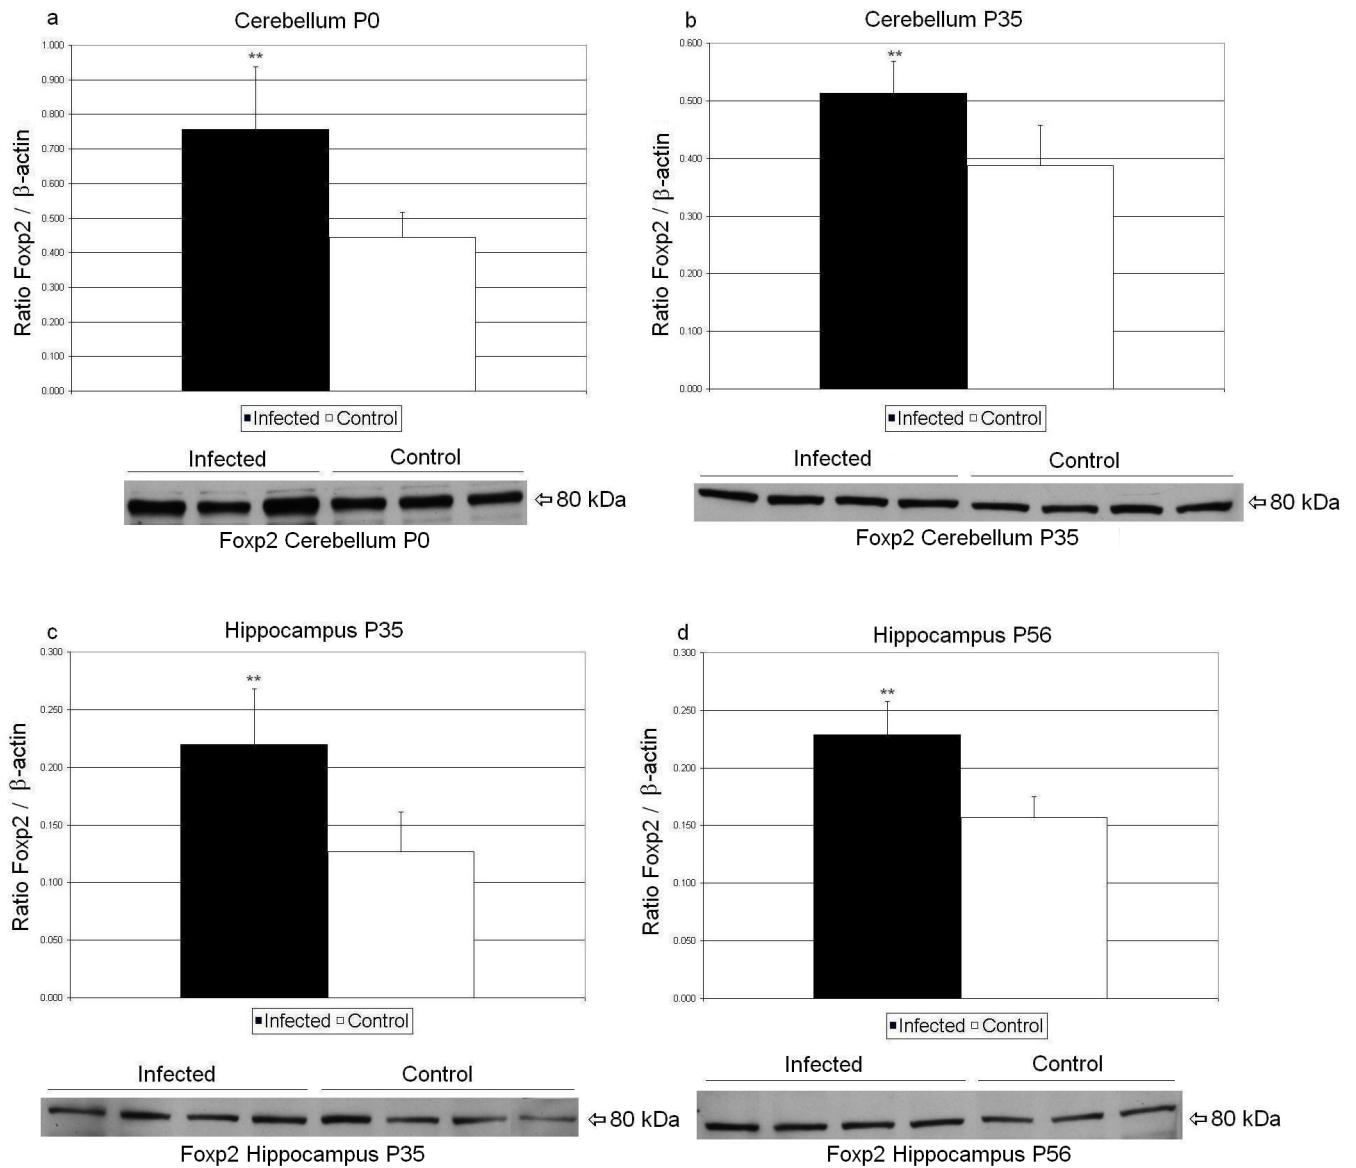 a
Cerebellum P0
Ratio Foxp2 / β-actin
1.000
0.900
0.800
0.700
0.600
0.500
0.400
0.300
0.200
0.100
0.000
**
■Infected □Control
Infected Control
⇦80 kDa
Foxp2 Cerebellum P0
b
Cerebellum P35
Ratio Foxp2 / β-actin
0.600
0.500
0.400
0.300
0.200
0.100
0.000
**
■Infected □Control
Infected Control
⇦80 kDa
Foxp2 Cerebellum P35
c
Hippocampus P35
Ratio Foxp2 / β-actin
0.300
0.250
0.200
0.150
0.100
0.050
0.000
**
■Infected □Control
Infected Control
⇦80 kDa
Foxp2 Hippocampus P35
d
Hippocampus P56
Ratio Foxp2 / β-actin
0.300
0.250
0.200
0.150
0.100
0.050
0.000
**
■Infected □ Control
Infected Control
⇦80 kDa
Foxp2 Hippocampus P56